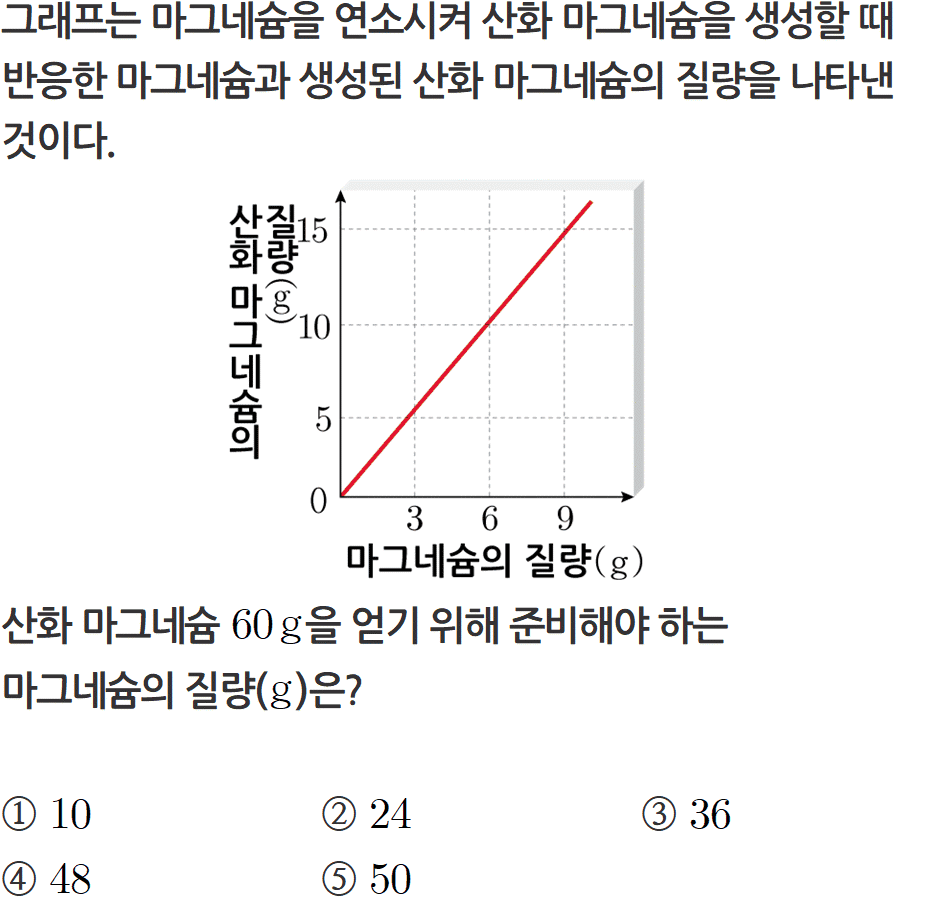 그래프는 마그네슘을 연소시켜 산화 마그네슘을 생성할 때
반응한 마그네슘과 생성된 산화 마그네슘의 질량을 나타낸
것이다.
산화 마그네슘의
질량(g)
15
10
5
0
3 6 9
마그네슘의 질량(g)
산화 마그네슘 60 g을 얻기 위해 준비해야 하는
마그네슘의 질량(g)은?
① 10 ② 24 ③ 36
④ 48 ⑤ 50